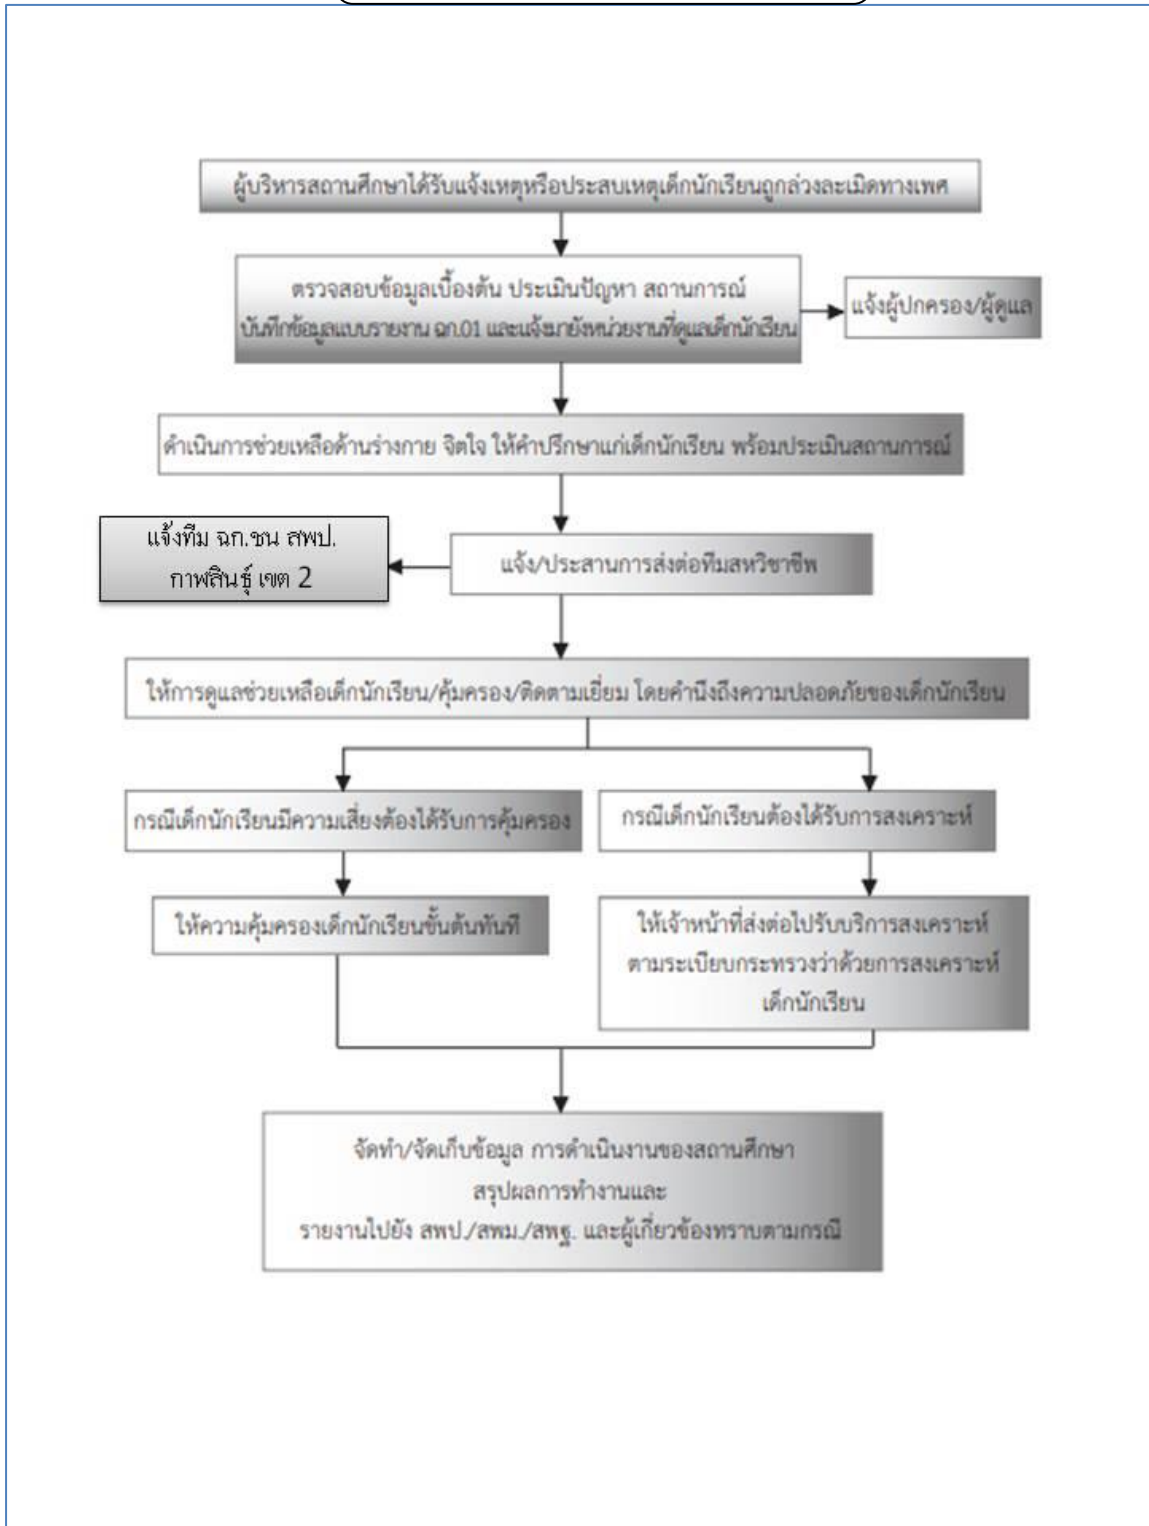 ผู้บริหารสถานศึกษาได้รับแจ้งเหตุหรือประสบเหตุเด็กนักเรียนถูกล่วงละเมิดทางเพศ
ตรวจสอบข้อมูลเบื้องต้น ประเมินปัญหา สถานการณ์
บันทึกข้อมูลแบบรายงาน ฉก.01 และแจ้งมายังหน่วยงานที่ดูแลเด็กนักเรียน
แจ้งผู้ปกครอง/ผู้ดูแล
ดำเนินการช่วยเหลือด้านร่างกาย จิตใจ ให้คำปรึกษาแก่เด็กนักเรียน พร้อมประเมินสถานการณ์
แจ้งทีม ฉก.ชน สพป.
กาฬสินธุ์ เขต 2
แจ้ง/ประสานการส่งต่อทีมสหวิชาชีพ
ให้การดูแลช่วยเหลือเด็กนักเรียน/คุ้มครอง/ติดตามเยี่ยม โดยคำนึงถึงความปลอดภัยของเด็กนักเรียน
กรณีเด็กนักเรียนมีความเสี่ยงต้องได้รับการคุ้มครอง
กรณีเด็กนักเรียนต้องได้รับการสงเคราะห์
ให้ความคุ้มครองเด็กนักเรียนขั้นต้นทันที
ให้เจ้าหน้าที่ส่งต่อไปรับบริการสงเคราะห์
ตามระเบียบกระทรวงว่าด้วยการสงเคราะห์
เด็กนักเรียน
จัดทำ/จัดเก็บข้อมูล การดำเนินงานของสถานศึกษา
สรุปผลการทำงานและ
รายงานไปยัง สพป./สพม./สพฐ. และผู้เกี่ยวข้องทราบตามกรณี